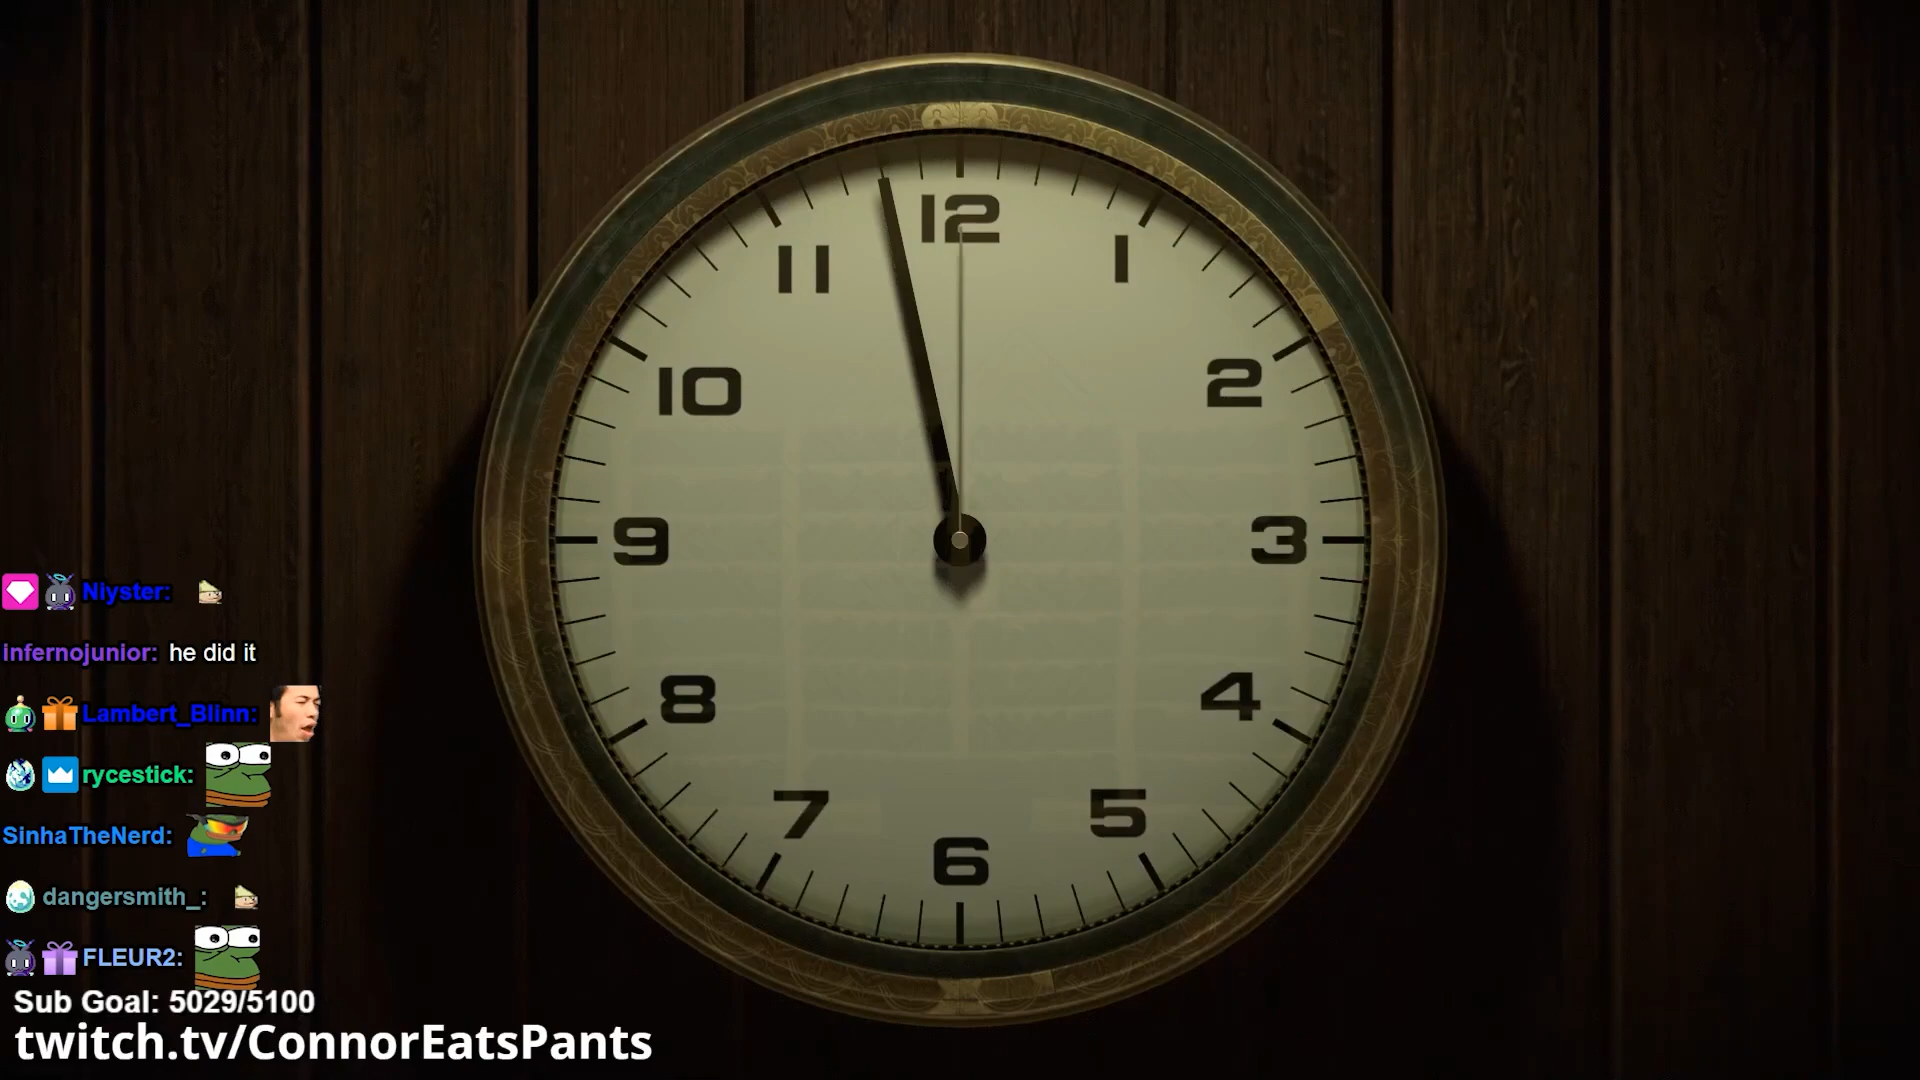 12
11
1
10
2
9
3
8
4
7
5
6
Nlyster:
infernojunior: he did it
Lambert_Blinn:
rycestick:
SinhaTheNerd:
dangersmith_:
FLEUR2:
Sub Goal: 5029/5100
twitch.tv/ConnorEatsPants